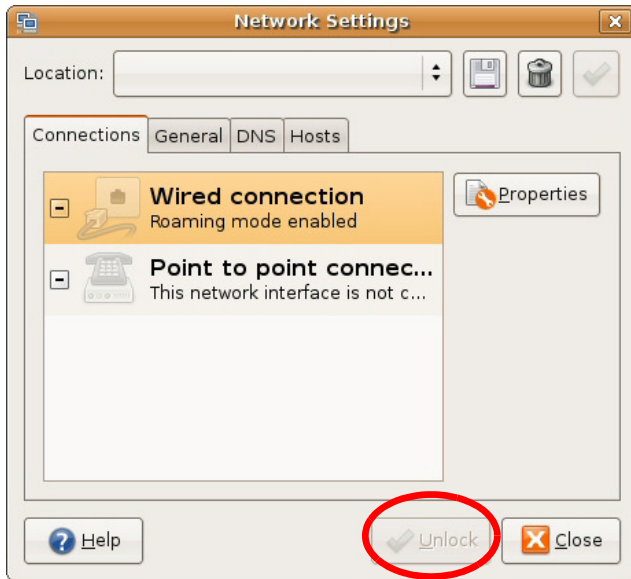 Network Settings
Location:
Connections General DNS Hosts
Wired connection
Roaming mode enabled
Properties
Point to point connec...
This network interface is not c...
Help Unlock Close